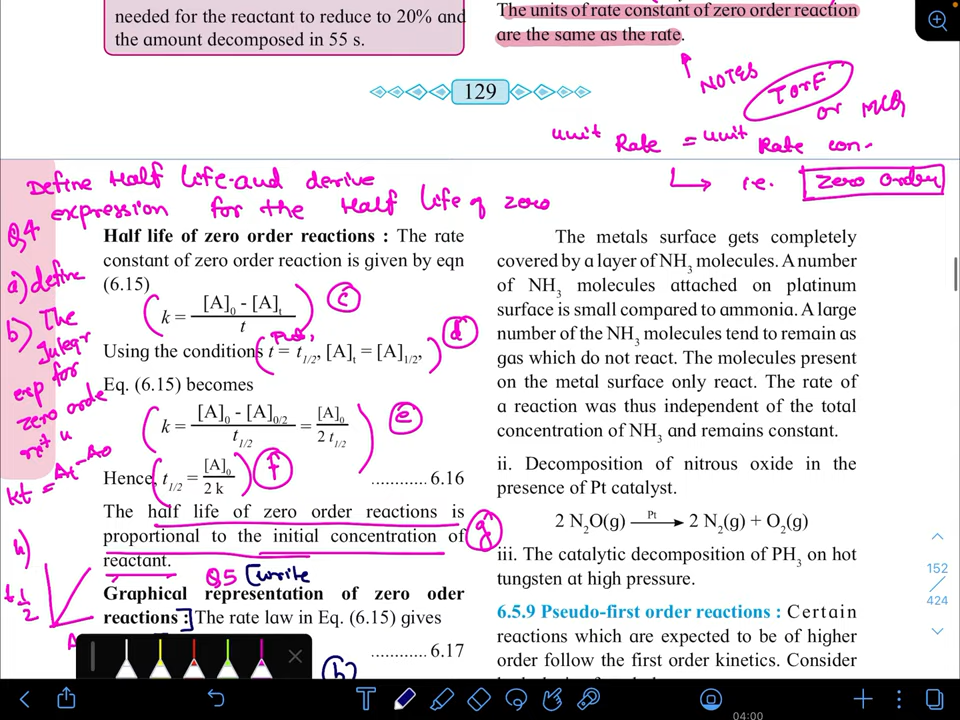 needed for the reactant to reduce to 20% and
the amount decomposed in 55 s.
The units of rate constant of zero order reaction
are the same as the rate.
129
NOTES
T or F
or MCQ
unit Rate = unit Rate con.
i.e. Zero Order
Define Half life and derive
expression for the Half life of zero
Q4
a) define
b) The
Integr
exp for
zero orde
kt = At - A0
h)
t 1/2
Half life of zero order reactions : The rate
constant of zero order reaction is given by eqn
(6.15)
k = [A]0 - [A]t / t
c
Put,
Using the conditions t = t1/2, [A]t = [A]1/2,
d
Eq. (6.15) becomes
k = [A]0 - [A]0/2 / t1/2 = [A]0 / 2 t1/2
e
Hence, t1/2 = [A]0 / 2 k ............ 6.16
f
The half life of zero order reactions is
proportional to the initial concentration of
reactant.
g
Q5 [write
Graphical representation of zero oder
reactions :] The rate law in Eq. (6.15) gives
............ 6.17
(b)
The metals surface gets completely
covered by a layer of NH3 molecules. A number
of NH3 molecules attached on platinum
surface is small compared to ammonia. A large
number of the NH3 molecules tend to remain as
gas which do not react. The molecules present
on the metal surface only react. The rate of
a reaction was thus independent of the total
concentration of NH3 and remains constant.
ii. Decomposition of nitrous oxide in the
presence of Pt catalyst.
2 N2O(g) Pt⟶ 2 N2(g) + O2(g)
iii. The catalytic decomposition of PH3 on hot
tungsten at high pressure.
6.5.9 Pseudo-first order reactions : Certain
reactions which are expected to be of higher
order follow the first order kinetics. Consider
152
424
04:00